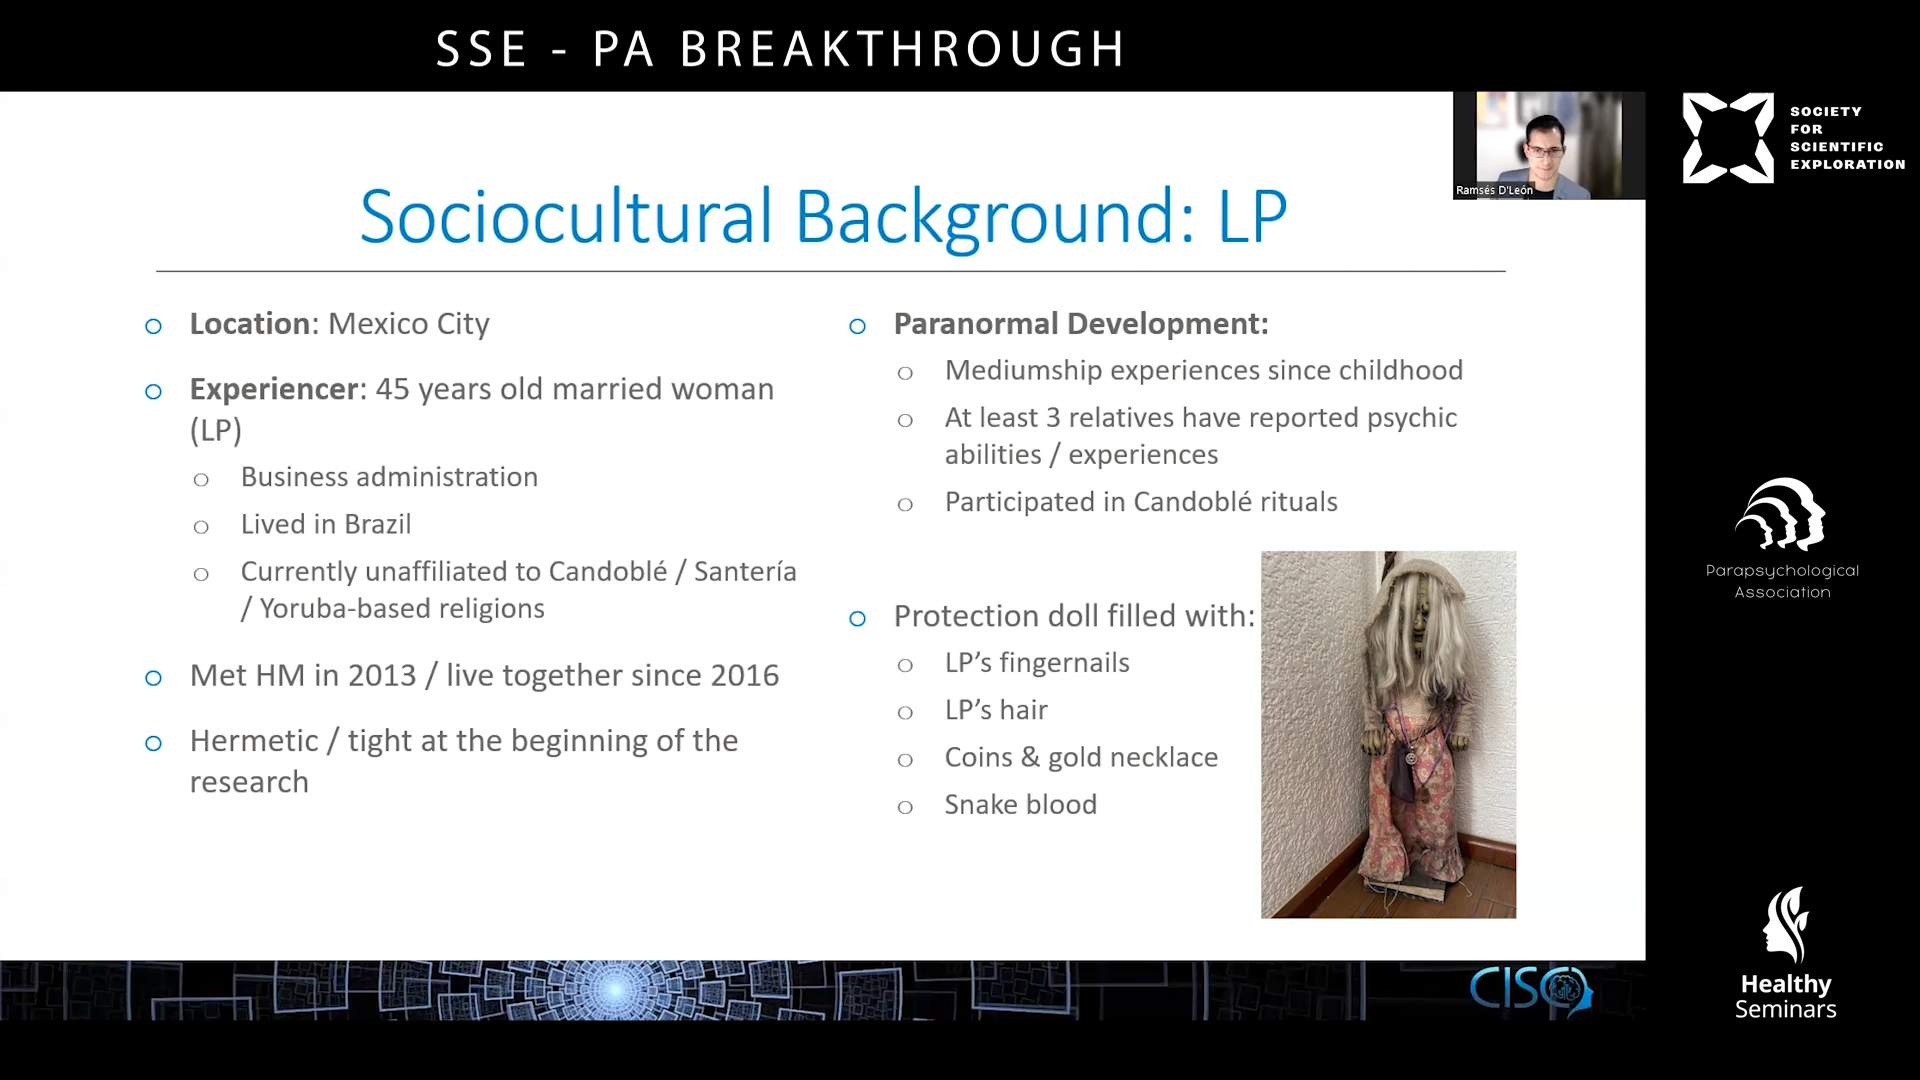 SSE - PA BREAKTHROUGH
Ramsés D'León
SOCIETY
FOR
SCIENTIFIC
EXPLORATION
Sociocultural Background: LP
Location: Mexico City
Experiencer: 45 years old married woman
(LP)
Business administration
Lived in Brazil
Currently unaffiliated to Candoblé / Santería
/ Yoruba-based religions
Met HM in 2013 / live together since 2016
Hermetic / tight at the beginning of the
research
Paranormal Development:
Mediumship experiences since childhood
At least 3 relatives have reported psychic
abilities / experiences
Participated in Candoblé rituals
Protection doll filled with:
LP’s fingernails
LP’s hair
Coins & gold necklace
Snake blood
Parapsychological
Association
CISC
Healthy
Seminars